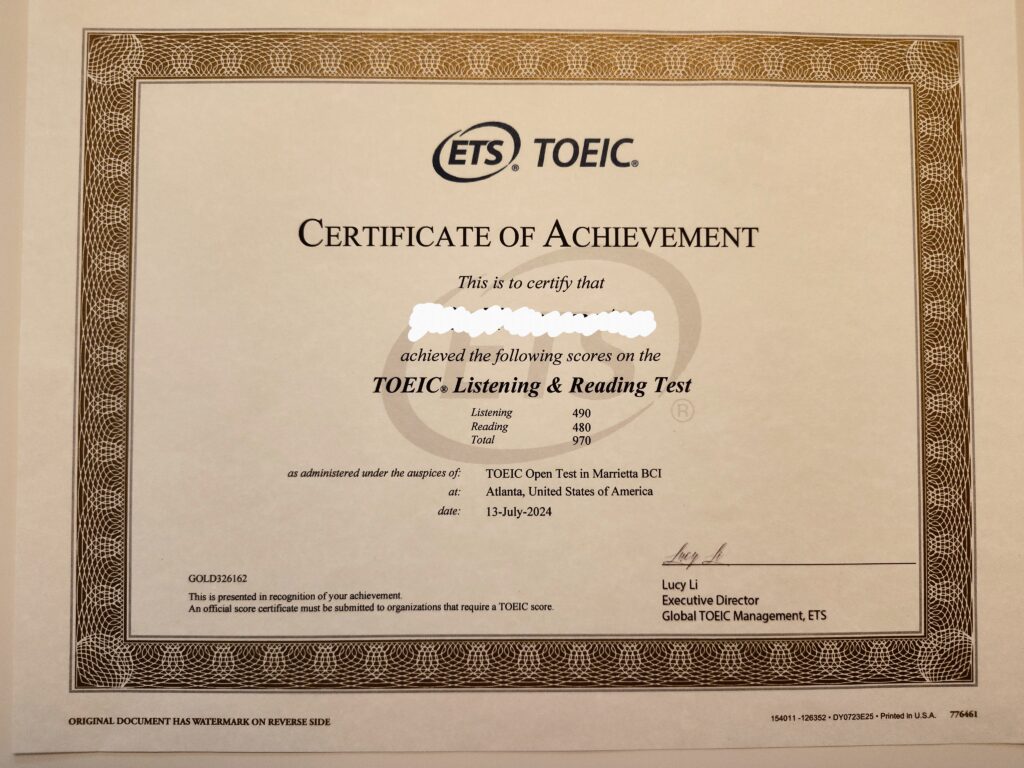 ETS® TOEIC®
CERTIFICATE OF ACHIEVEMENT
This is to certify that
achieved the following scores on the
TOEIC® Listening & Reading Test
Listening 490
Reading 480
Total 970
ETS®
as administered under the auspices of: TOEIC Open Test in Marrietta BCI
at: Atlanta, United States of America
date: 13-July-2024
Lucy Li
Lucy Li
Executive Director
Global TOEIC Management, ETS
GOLD326162
This is presented in recognition of your achievement.
An official score certificate must be submitted to organizations that require a TOEIC score.
ORIGINAL DOCUMENT HAS WATERMARK ON REVERSE SIDE
154011 -126352 • DY0723E25 • Printed in U.S.A. 776461